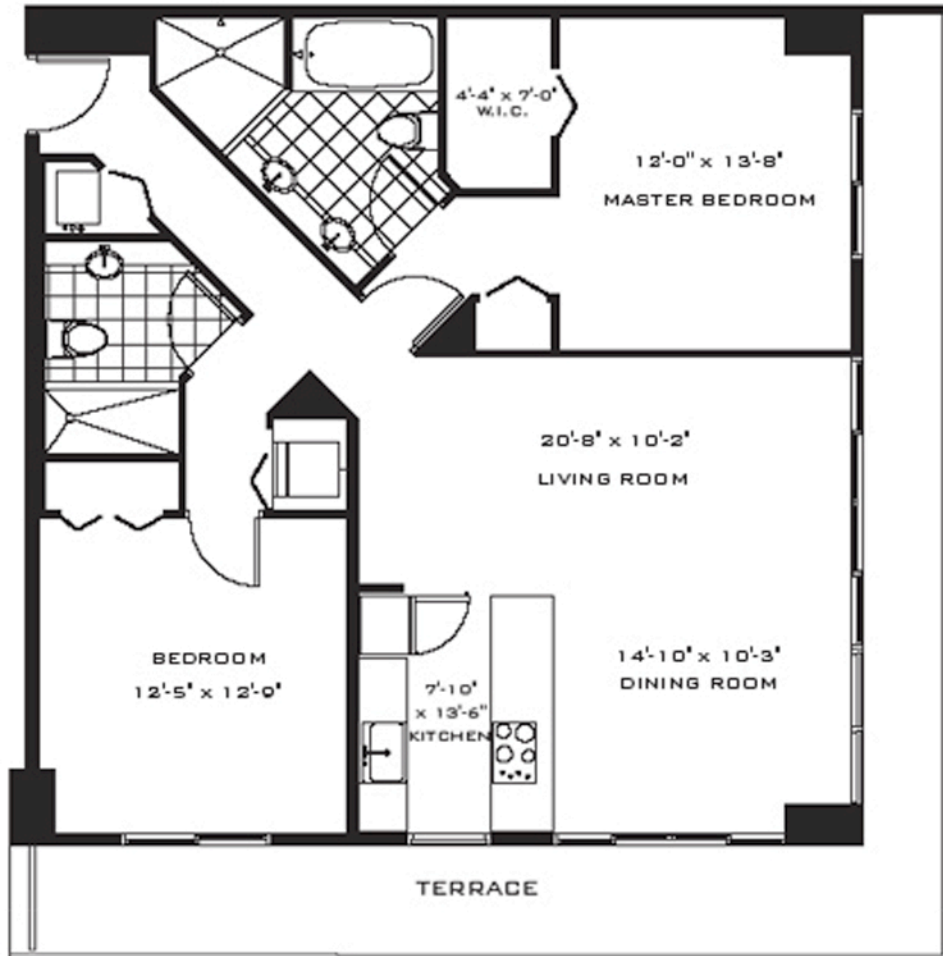 4'-4" x 7'-0"
W.I.C.
12'-0" x 13'-8"
MASTER BEDROOM
20'-8" x 10'-2"
LIVING ROOM
BEDROOM
12'-5" x 12'-9"
14'-10" x 10'-3"
DINING ROOM
7'-10"
x 13'-6"
KITCHEN
TERRACE